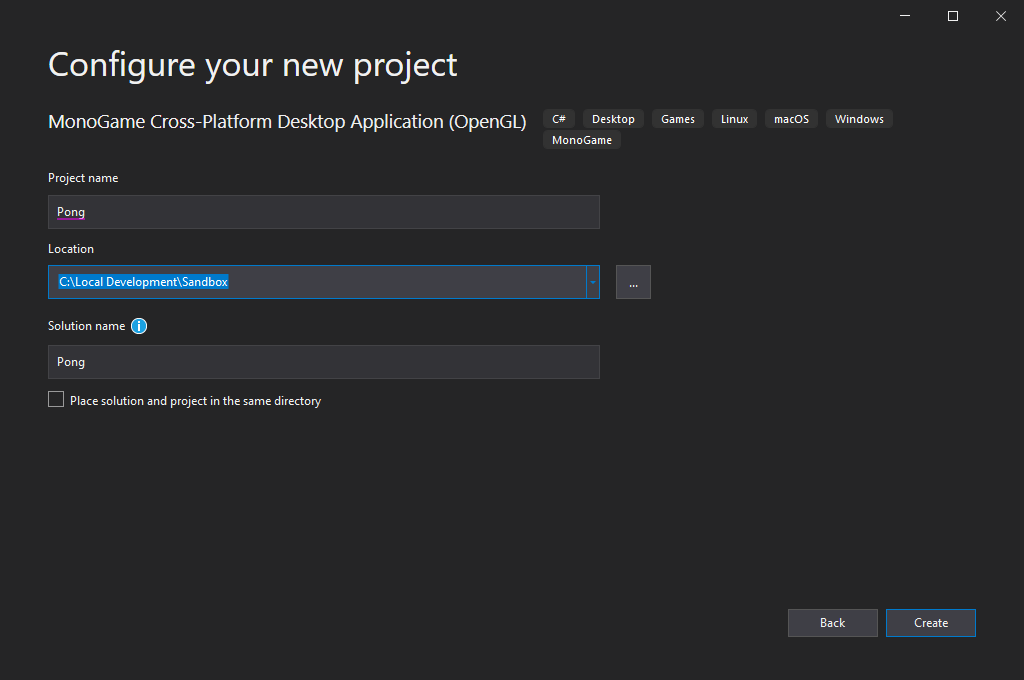 Configure your new project
MonoGame Cross-Platform Desktop Application (OpenGL)
C# Desktop Games Linux macOS Windows
MonoGame
Project name
Pong
Location
C:\Local Development\Sandbox
...
Solution name
Pong
Place solution and project in the same directory
Back Create